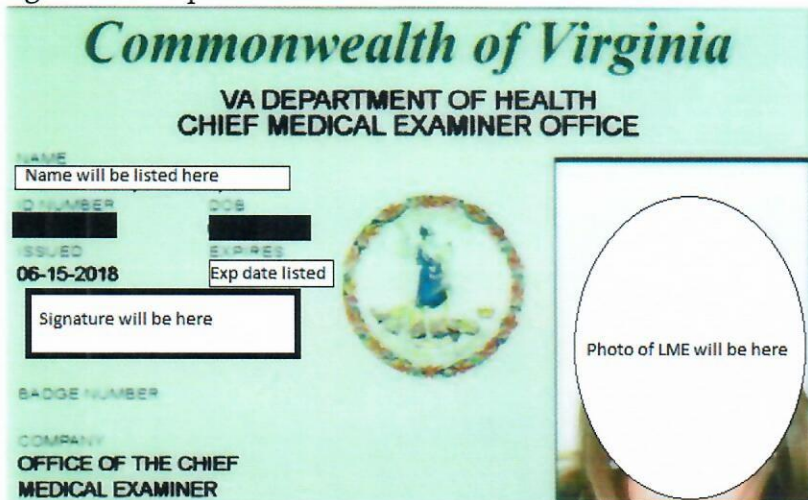 Commonwealth of Virginia
VA DEPARTMENT OF HEALTH
CHIEF MEDICAL EXAMINER OFFICE
NAME
Name will be listed here
ID NUMBER DOB
ISSUED EXPIRES
06-15-2018 Exp date listed
Signature will be here
Photo of LME will be here
BADGE NUMBER
COMPANY
OFFICE OF THE CHIEF
MEDICAL EXAMINER